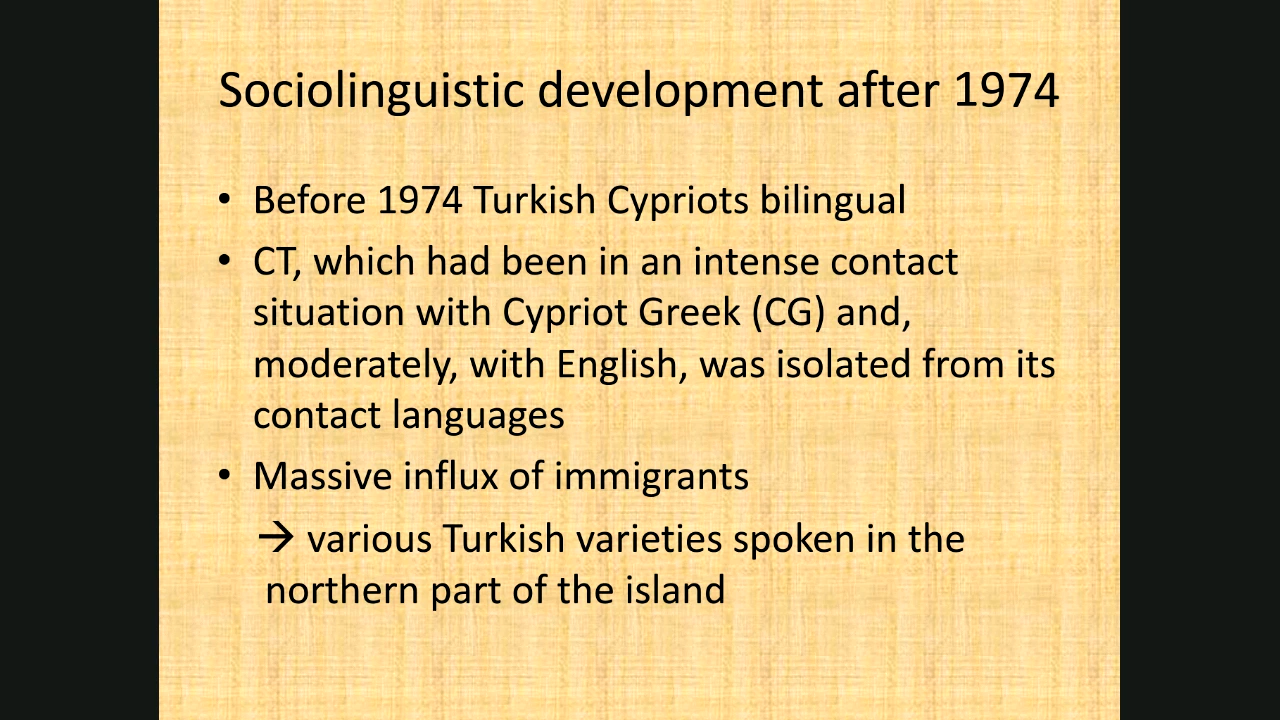 Sociolinguistic development after 1974
• Before 1974 Turkish Cypriots bilingual
• CT, which had been in an intense contact
situation with Cypriot Greek (CG) and,
moderately, with English, was isolated from its
contact languages
• Massive influx of immigrants
→ various Turkish varieties spoken in the
northern part of the island